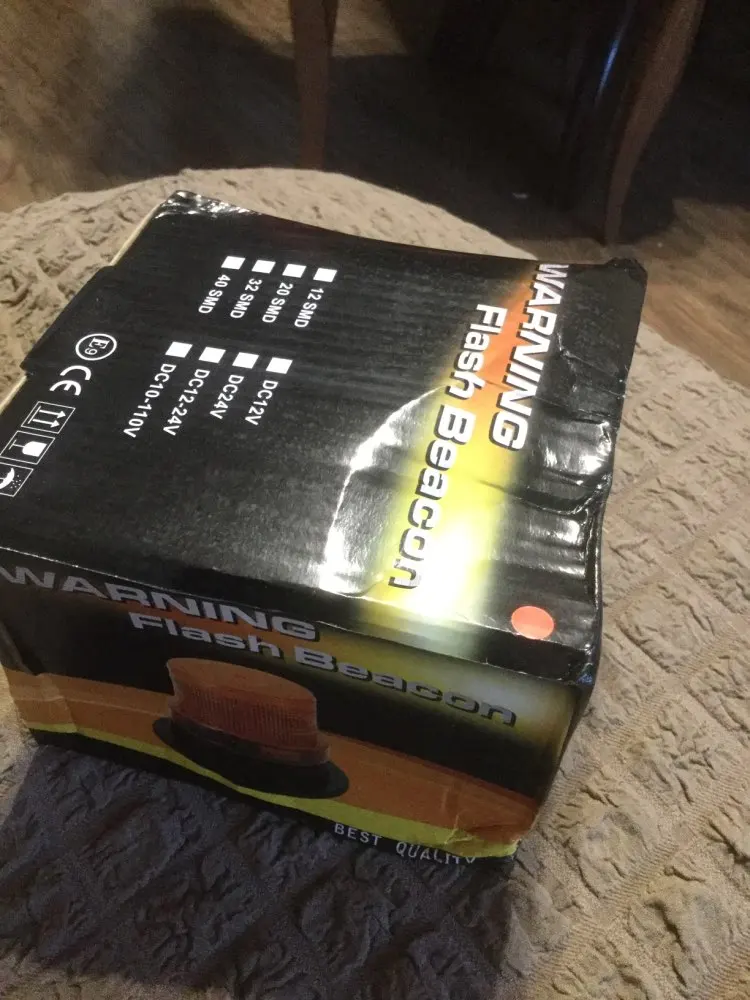 WARNING
Flash Beacon
12 SMD
20 SMD
32 SMD
40 SMD
DC12V
DC24V
DC12-24V
DC10-110V
E9
CE
WARNING
Flash Beacon
BEST QUALITY